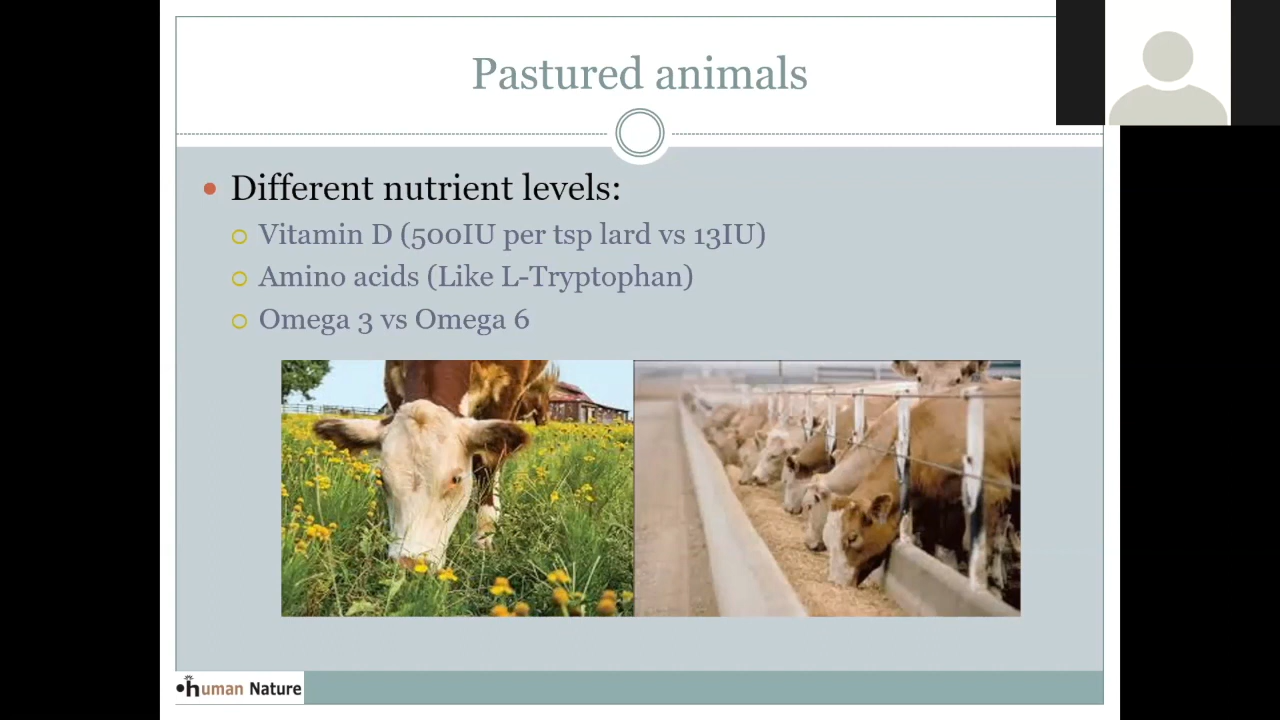 Pastured animals
Different nutrient levels:
Vitamin D (500IU per tsp lard vs 13IU)
Amino acids (Like L-Tryptophan)
Omega 3 vs Omega 6
human Nature